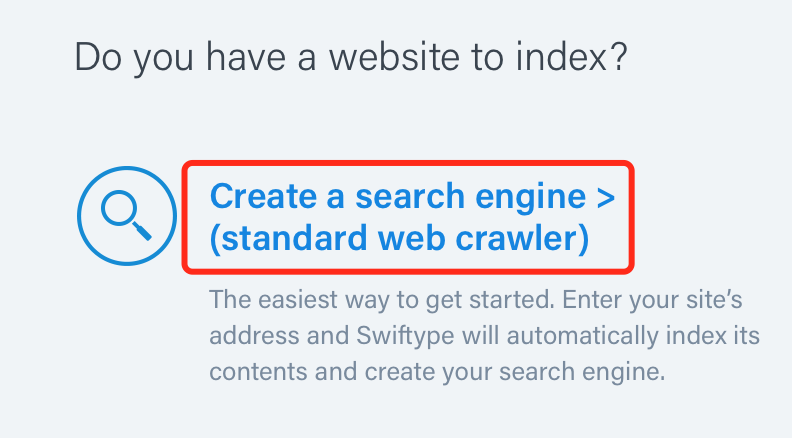 Do you have a website to index?
Create a search engine >
(standard web crawler)
The easiest way to get started. Enter your site’s
address and Swiftype will automatically index its
contents and create your search engine.